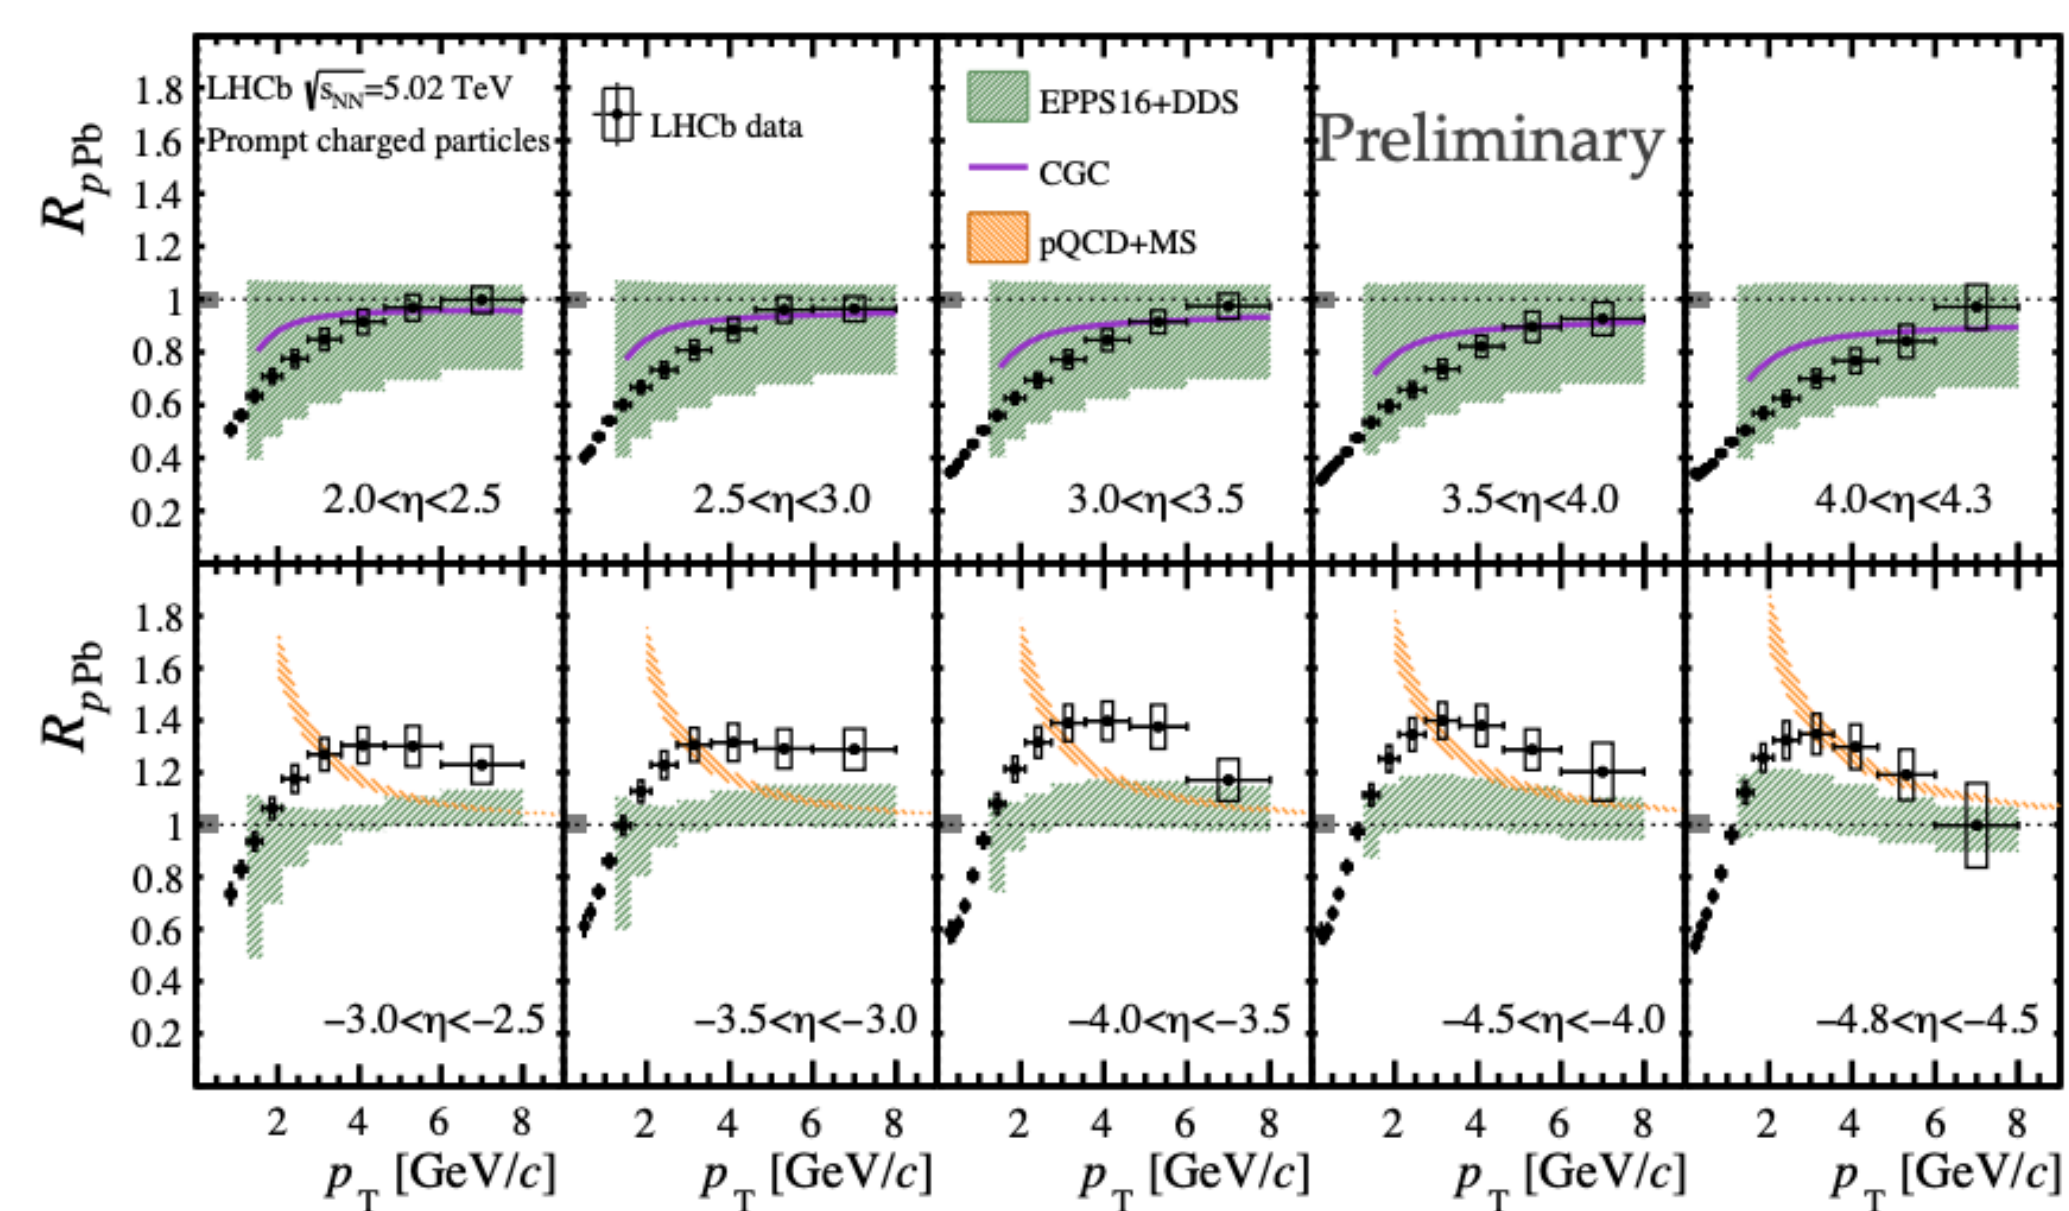 LHCb √sNN=5.02 TeV
Prompt charged particles
LHCb data
EPPS16+DDS
CGC
pQCD+MS
Preliminary
RpPb
1.8
1.6
1.4
1.2
1
0.8
0.6
0.4
0.2
2.0<η<2.5
2.5<η<3.0
3.0<η<3.5
3.5<η<4.0
4.0<η<4.3
RpPb
1.8
1.6
1.4
1.2
1
0.8
0.6
0.4
0.2
−3.0<η<−2.5
−3.5<η<−3.0
−4.0<η<−3.5
−4.5<η<−4.0
−4.8<η<−4.5
2 4 6 8
2 4 6 8
2 4 6 8
2 4 6 8
2 4 6 8
pT [GeV/c]
pT [GeV/c]
pT [GeV/c]
pT [GeV/c]
pT [GeV/c]